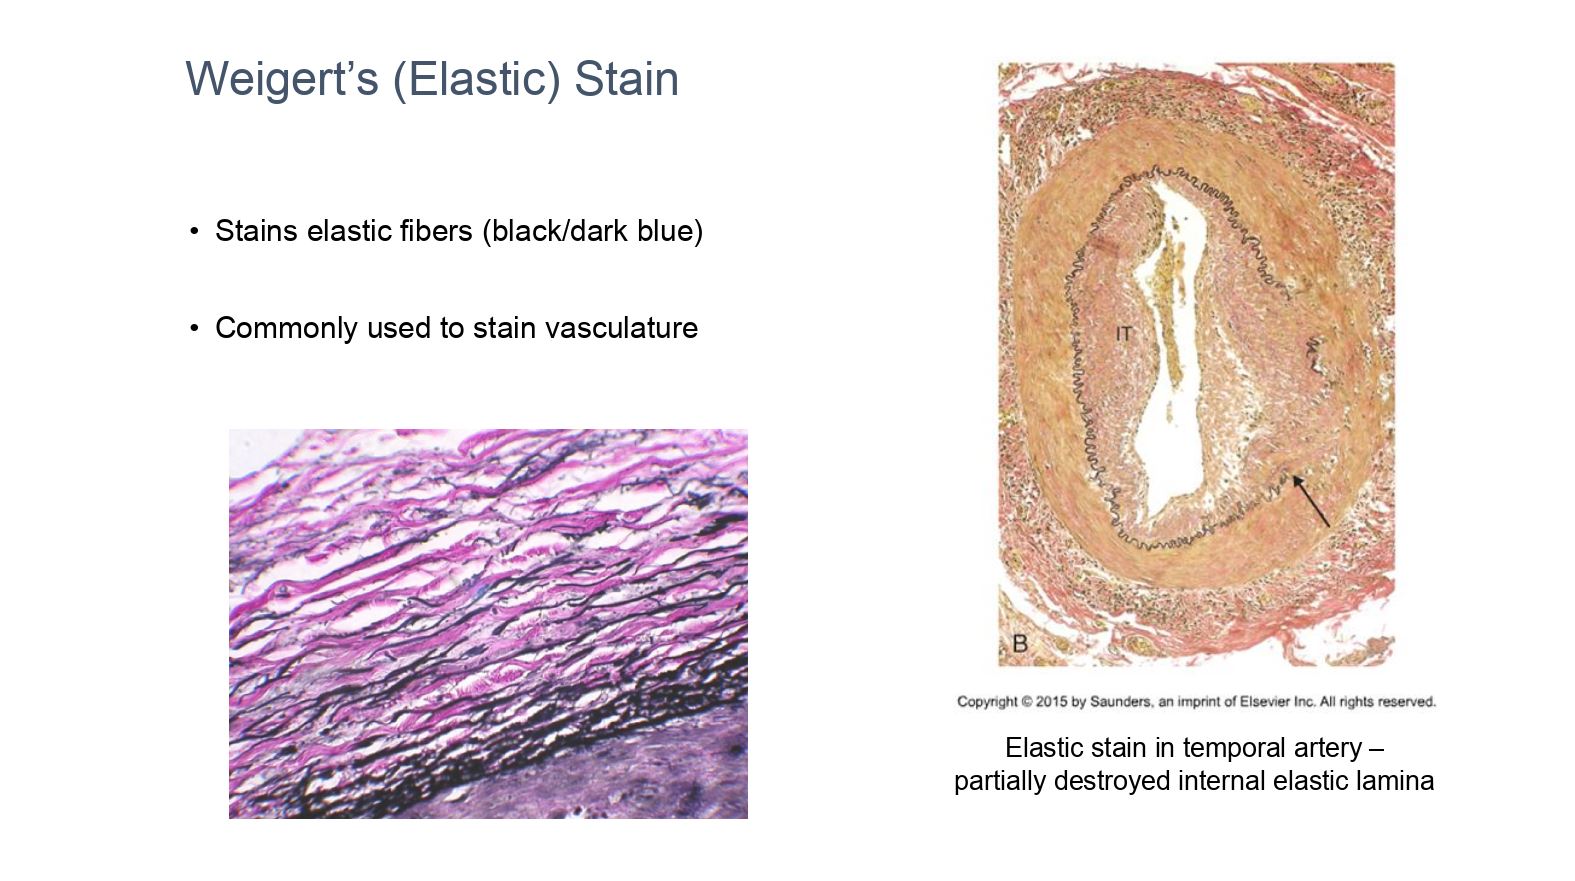 Weigert’s (Elastic) Stain
• Stains elastic fibers (black/dark blue)
• Commonly used to stain vasculature
IT
B
Copyright © 2015 by Saunders, an imprint of Elsevier Inc. All rights reserved.
Elastic stain in temporal artery –
partially destroyed internal elastic lamina